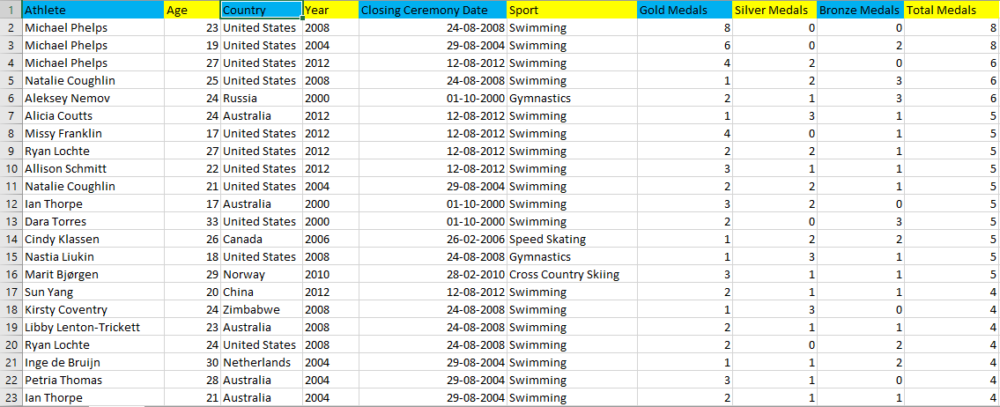 1 Athlete Age Country Year Closing Ceremony Date Sport Gold Medals Silver Medals Bronze Medals Total Medals
2 Michael Phelps 23 United States 2008 24-08-2008 Swimming 8 0 0 8
3 Michael Phelps 19 United States 2004 29-08-2004 Swimming 6 0 2 8
4 Michael Phelps 27 United States 2012 12-08-2012 Swimming 4 2 0 6
5 Natalie Coughlin 25 United States 2008 24-08-2008 Swimming 1 2 3 6
6 Aleksey Nemov 24 Russia 2000 01-10-2000 Gymnastics 2 1 3 6
7 Alicia Coutts 24 Australia 2012 12-08-2012 Swimming 1 3 1 5
8 Missy Franklin 17 United States 2012 12-08-2012 Swimming 4 0 1 5
9 Ryan Lochte 27 United States 2012 12-08-2012 Swimming 2 2 1 5
10 Allison Schmitt 22 United States 2012 12-08-2012 Swimming 3 1 1 5
11 Natalie Coughlin 21 United States 2004 29-08-2004 Swimming 2 2 1 5
12 Ian Thorpe 17 Australia 2000 01-10-2000 Swimming 3 2 0 5
13 Dara Torres 33 United States 2000 01-10-2000 Swimming 2 0 3 5
14 Cindy Klassen 26 Canada 2006 26-02-2006 Speed Skating 1 2 2 5
15 Nastia Liukin 18 United States 2008 24-08-2008 Gymnastics 1 3 1 5
16 Marit Bjørgen 29 Norway 2010 28-02-2010 Cross Country Skiing 3 1 1 5
17 Sun Yang 20 China 2012 12-08-2012 Swimming 2 1 1 4
18 Kirsty Coventry 24 Zimbabwe 2008 24-08-2008 Swimming 1 3 0 4
19 Libby Lenton-Trickett 23 Australia 2008 24-08-2008 Swimming 2 1 1 4
20 Ryan Lochte 24 United States 2008 24-08-2008 Swimming 2 0 2 4
21 Inge de Bruijn 30 Netherlands 2004 29-08-2004 Swimming 1 1 2 4
22 Petria Thomas 28 Australia 2004 29-08-2004 Swimming 3 1 0 4
23 Ian Thorpe 21 Australia 2004 29-08-2004 Swimming 2 1 1 4